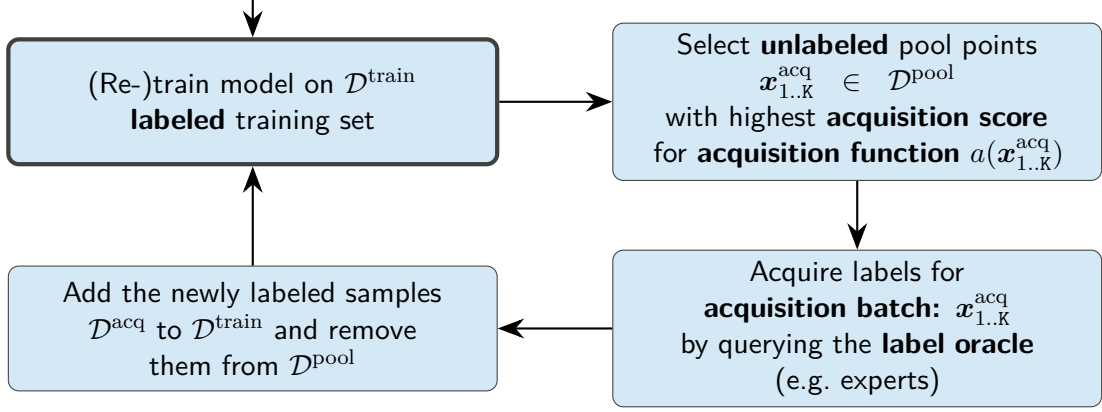 (Re-)train model on 𝒟^train
labeled training set
Select unlabeled pool points
x^acq_1..K ∈ 𝒟^pool
with highest acquisition score
for acquisition function a(x^acq_1..K)
Acquire labels for
acquisition batch: x^acq_1..K
by querying the label oracle
(e.g. experts)
Add the newly labeled samples
𝒟^acq to 𝒟^train and remove
them from 𝒟^pool